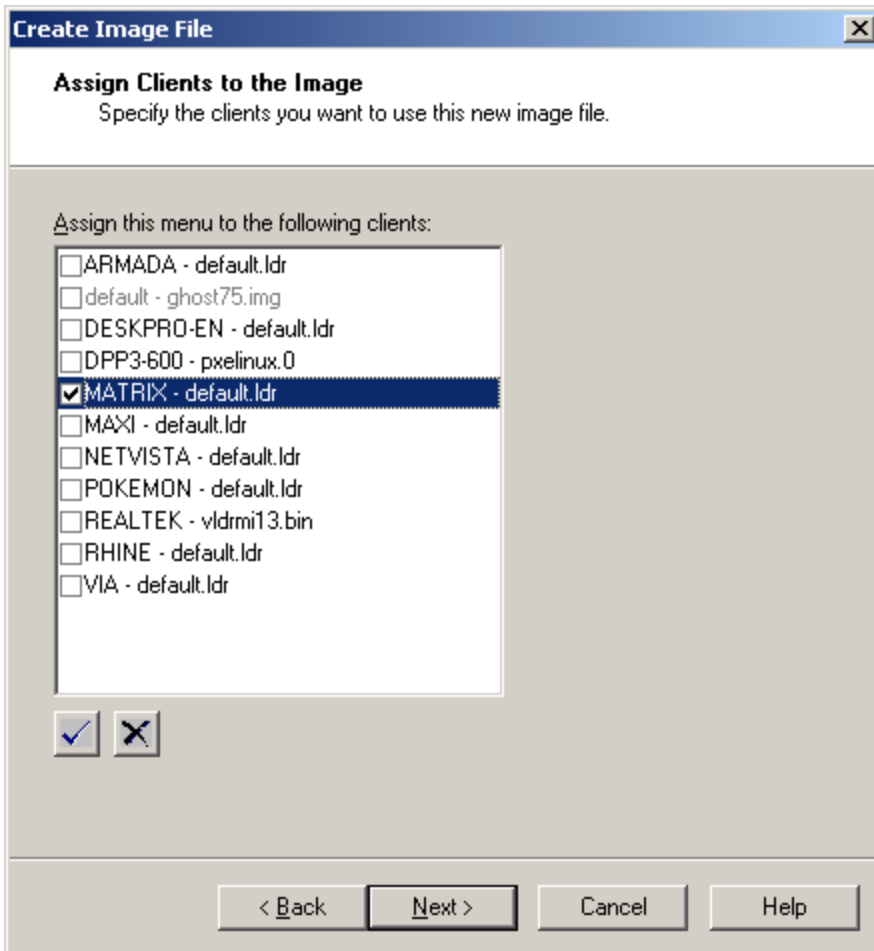 Create Image File
Assign Clients to the Image
Specify the clients you want to use this new image file.
Assign this menu to the following clients:
ARMADA - default.ldr
default - ghost75.img
DESKPRO-EN - default.ldr
DPP3-600 - pxelinux.0
MATRIX - default.ldr
MAXI - default.ldr
NETVISTA - default.ldr
POKEMON - default.ldr
REALTEK - vldrmi13.bin
RHINE - default.ldr
VIA - default.ldr
< Back Next > Cancel Help